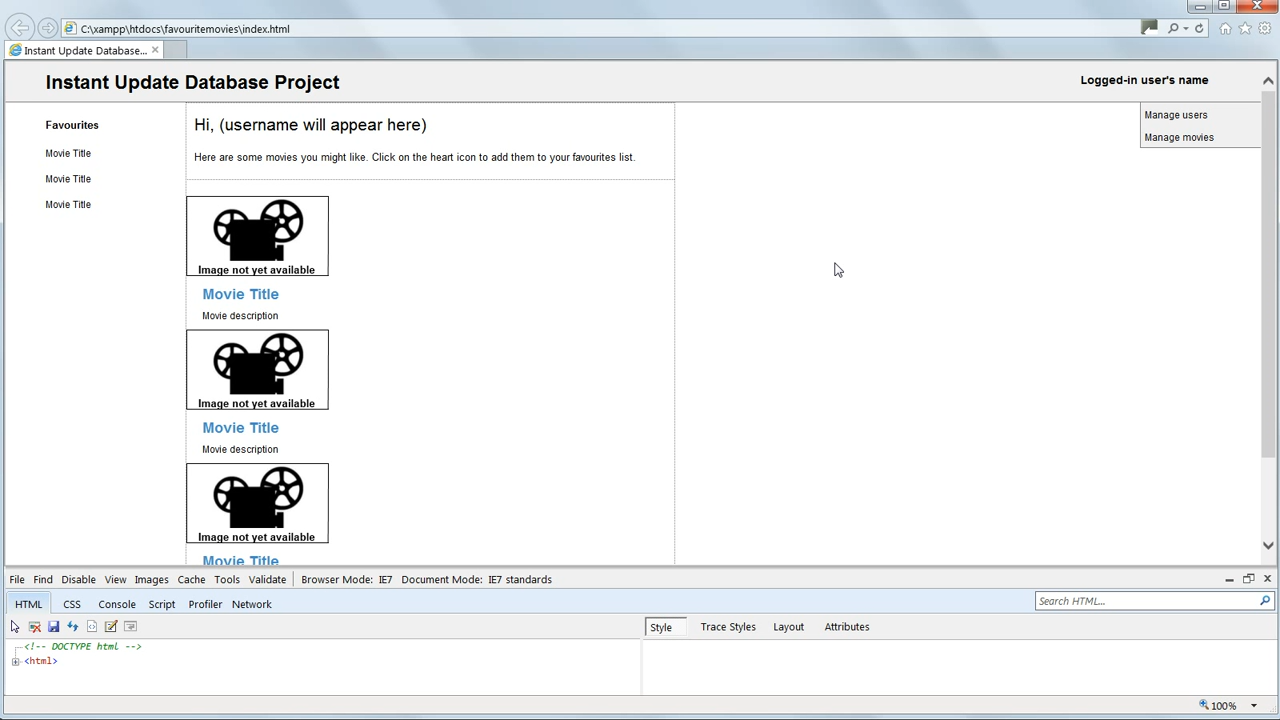 C:\xampp\htdocs\favouritemovies\index.html
Instant Update Database...
Instant Update Database Project
Logged-in user's name
Manage users
Manage movies
Favourites
Movie Title
Movie Title
Movie Title
Hi, (username will appear here)
Here are some movies you might like. Click on the heart icon to add them to your favourites list.
Image not yet available
Movie Title
Movie description
Image not yet available
Movie Title
Movie description
Image not yet available
Movie Title
File Find Disable View Images Cache Tools Validate Browser Mode: IE7 Document Mode: IE7 standards
HTML CSS Console Script Profiler Network Search HTML...
Style Trace Styles Layout Attributes
<!-- DOCTYPE html -->
<html>
100%